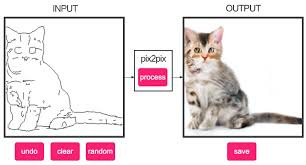 INPUT
OUTPUT
pix2pix
process
undo
clear
random
save